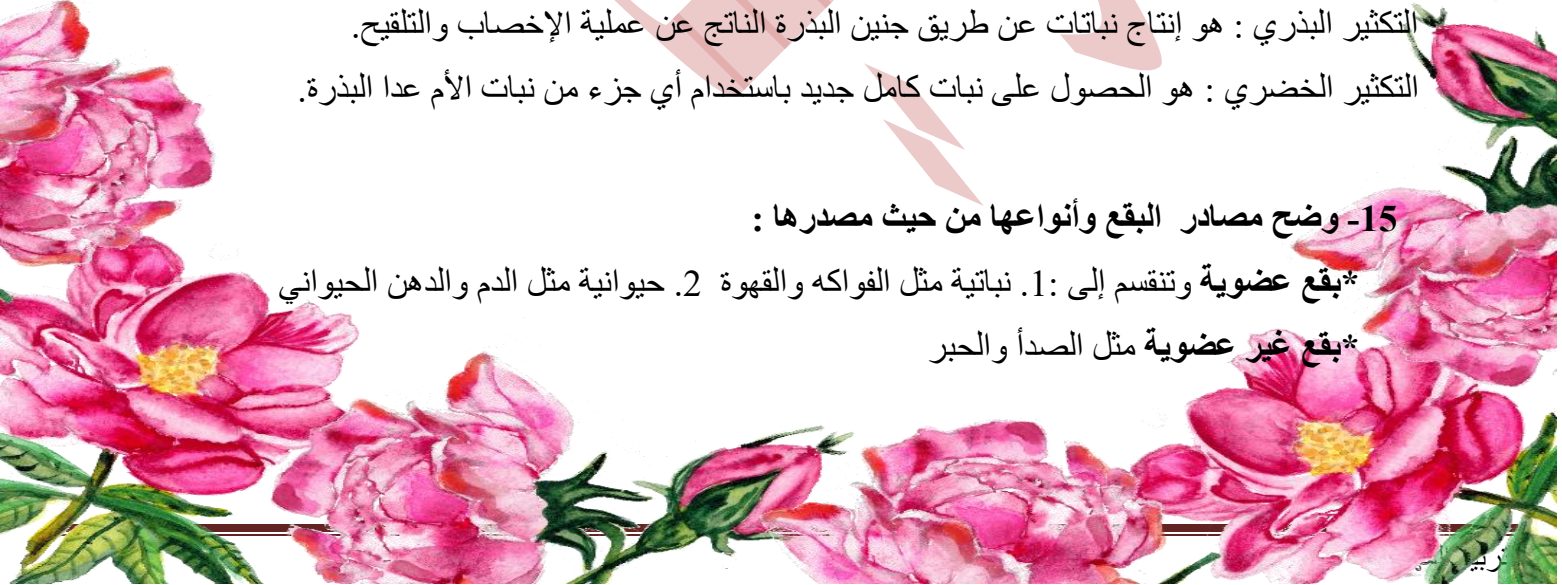 التكثير البذري : هو إنتاج نباتات عن طريق جنين البذرة الناتج عن عملية الإخصاب والتلقيح.
التكثير الخضري : هو الحصول على نبات كامل جديد باستخدام أي جزء من نبات الأم عدا البذرة.
15- وضح مصادر البقع وأنواعها من حيث مصدرها :
*بقع عضوية وتنقسم إلى :1. نباتية مثل الفواكه والقهوة 2. حيوانية مثل الدم والدهن الحيواني
*بقع غير عضوية مثل الصدأ والحبر